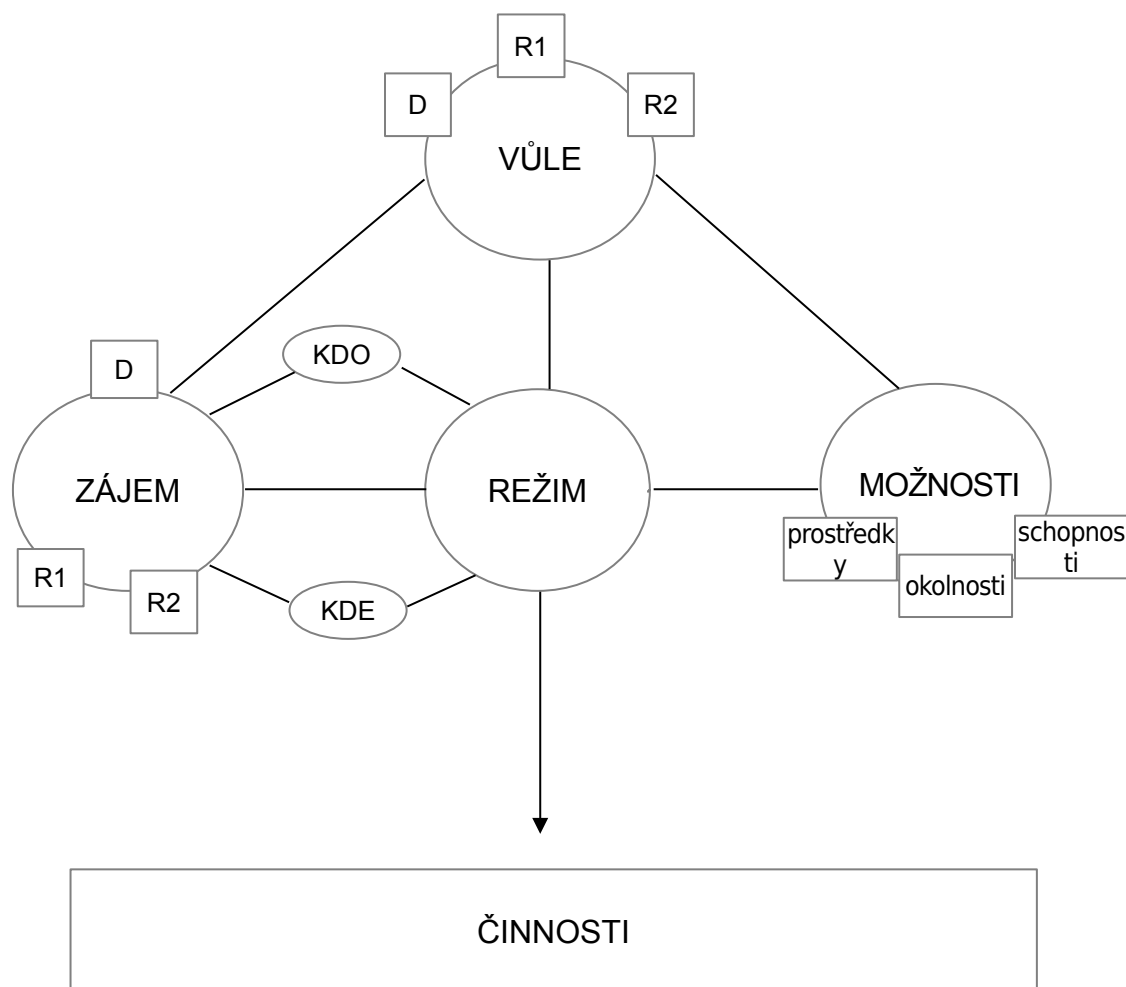 R1
D
R2
VŮLE
KDO
D
ZÁJEM
REŽIM
MOŽNOSTI
prostředk
y
schopnos
ti
okolnosti
R1
R2
KDE
ČINNOSTI